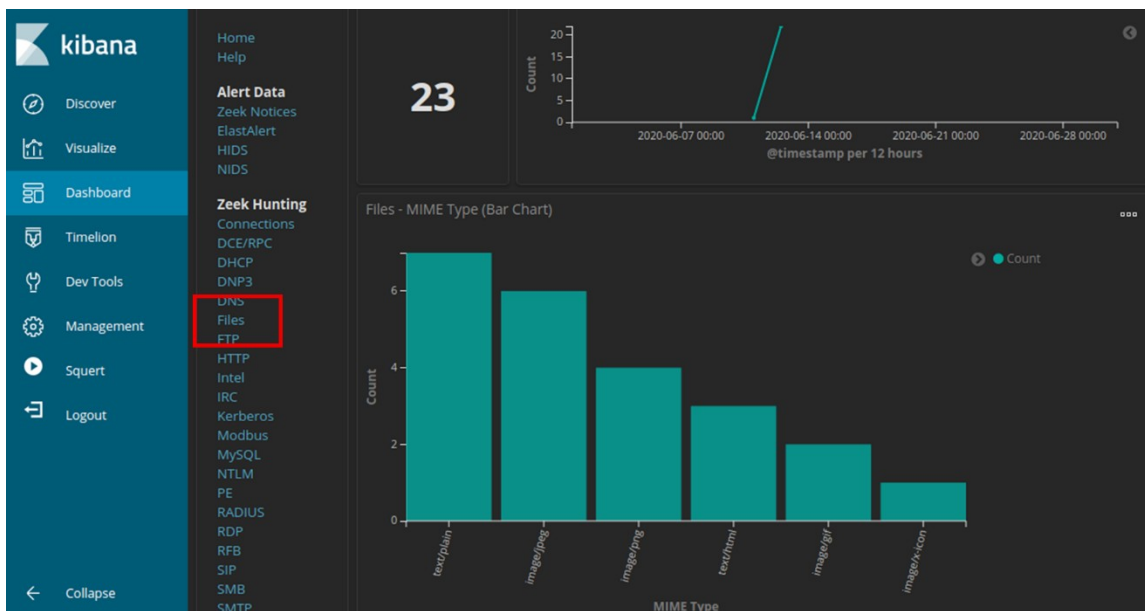 kibana
Discover
Visualize
Dashboard
Timelion
Dev Tools
Management
Squert
Logout
Collapse
Home
Help
Alert Data
Zeek Notices
ElastAlert
HIDS
NIDS
Zeek Hunting
Connections
DCE/RPC
DHCP
DNP3
DNS
Files
FTP
HTTP
Intel
IRC
Kerberos
Modbus
MySQL
NTLM
PE
RADIUS
RDP
RFB
SIP
SMB
SMTP
23
Count
20
15
10
5
0
2020-06-07 00:00 2020-06-14 00:00 2020-06-21 00:00 2020-06-28 00:00
@timestamp per 12 hours
Files - MIME Type (Bar Chart)
Count
Count
6
4
2
0
text/plain image/jpeg image/png text/html image/gif image/x-icon
MIME Type